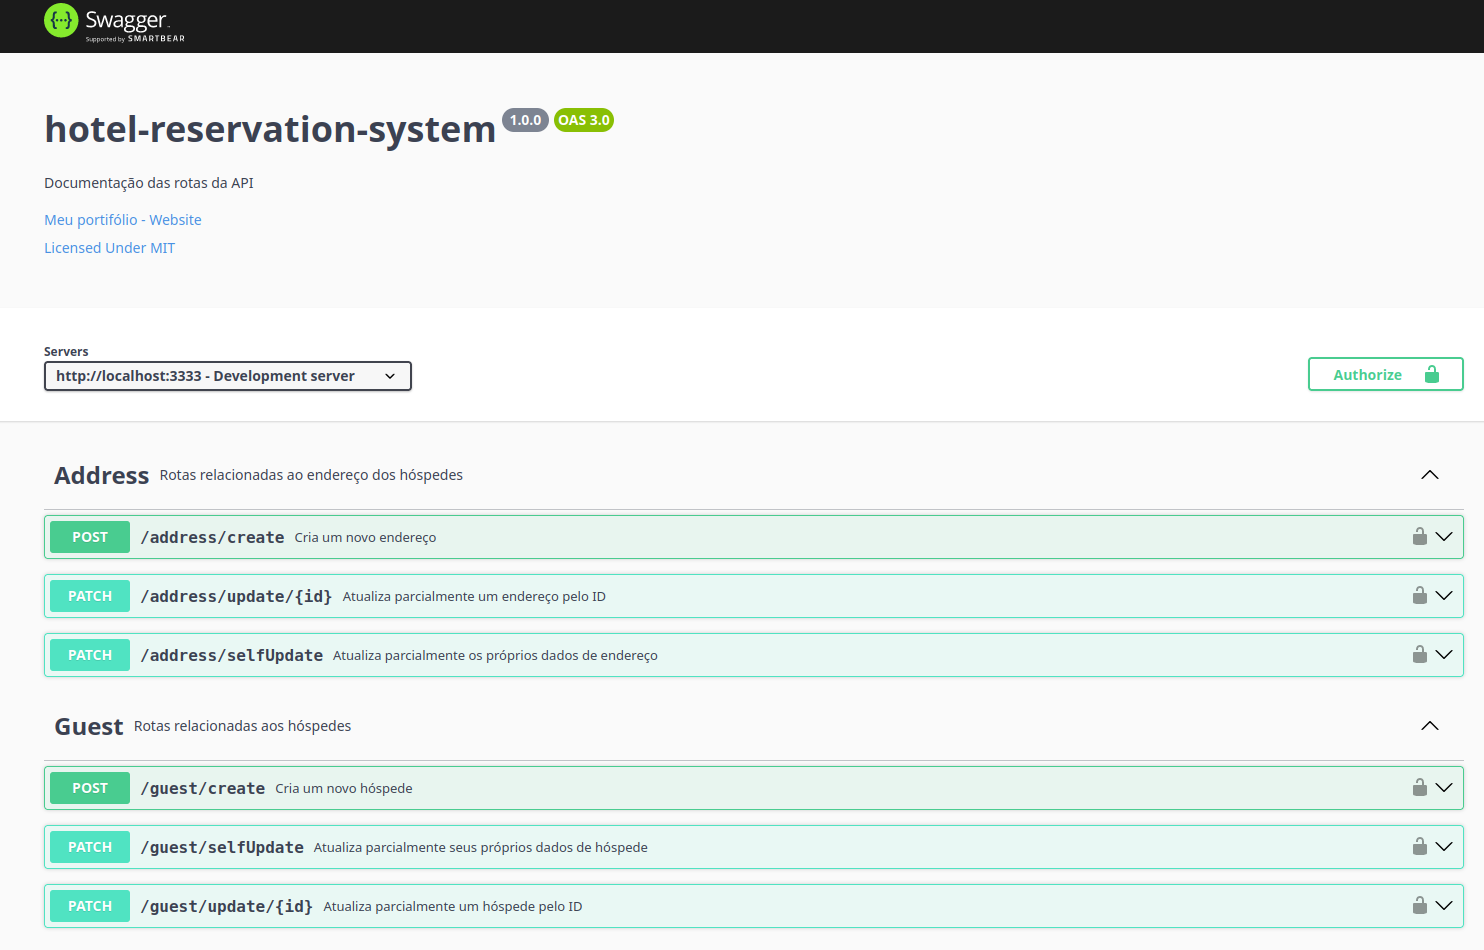 Swagger
Supported by SMARTBEAR
hotel-reservation-system 1.0.0 OAS 3.0
Documentação das rotas da API
Meu portifólio - Website
Licensed Under MIT
Servers
http://localhost:3333 - Development server
Authorize
Address Rotas relacionadas ao endereço dos hóspedes
POST /address/create Cria um novo endereço
PATCH /address/update/{id} Atualiza parcialmente um endereço pelo ID
PATCH /address/selfUpdate Atualiza parcialmente os próprios dados de endereço
Guest Rotas relacionadas aos hóspedes
POST /guest/create Cria um novo hóspede
PATCH /guest/selfUpdate Atualiza parcialmente seus próprios dados de hóspede
PATCH /guest/update/{id} Atualiza parcialmente um hóspede pelo ID